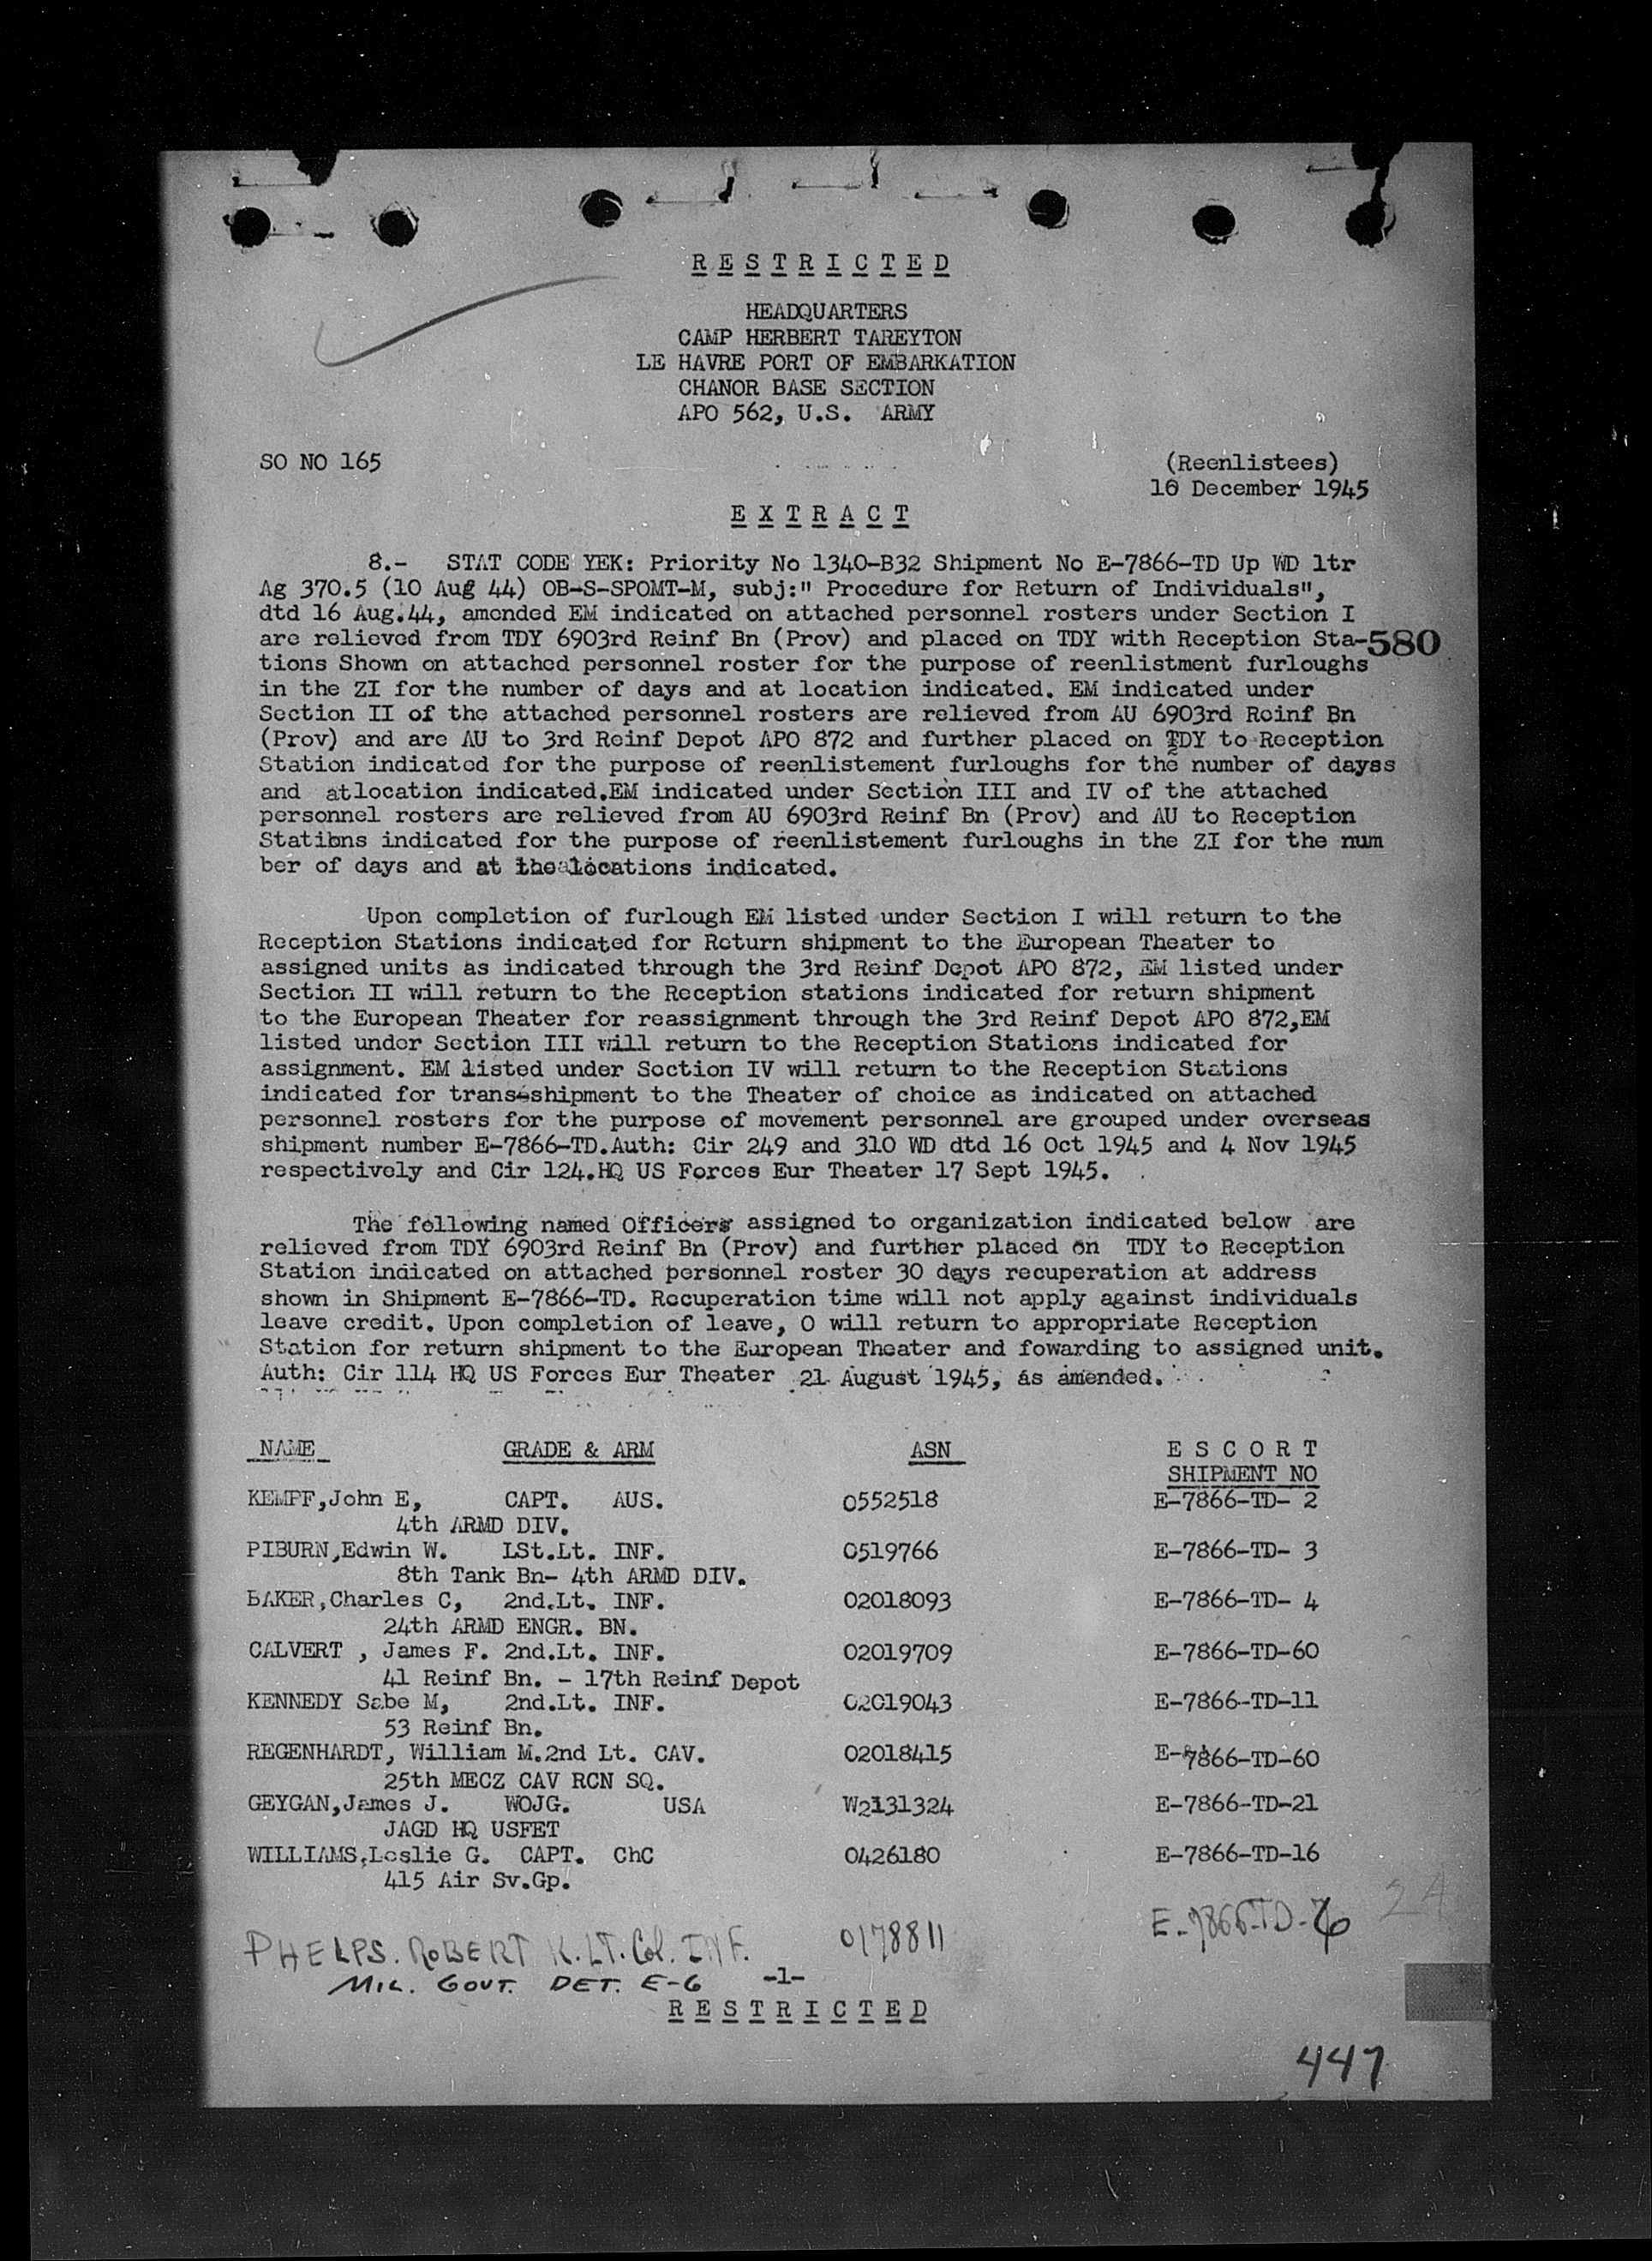 RESTRICTED
HEADQUARTERS
CAMP HERBERT TAREYTON
LE HAVRE PORT OF EMBARKATION
CHANOR BASE SECTION
APO 562, U.S. ARMY
SO NO 165 (Reenlistees)
16 December 1945
EXTRACT
8.- STAT CODE YEK: Priority No 1340-B32 Shipment No E-7866-TD Up WD ltr
Ag 370.5 (10 Aug 44) OB-S-SPOMT-M, subj:" Procedure for Return of Individuals",
dtd 16 Aug.44, amended EM indicated on attached personnel rosters under Section I
are relieved from TDY 6903rd Reinf Bn (Prov) and placed on TDY with Reception Sta-580
tions Shown on attached personnel roster for the purpose of reenlistment furloughs
in the ZI for the number of days and at location indicated. EM indicated under
Section II of the attached personnel rosters are relieved from AU 6903rd Reinf Bn
(Prov) and are AU to 3rd Reinf Depot APO 872 and further placed on TDY to Reception
Station indicated for the purpose of reenlistement furloughs for the number of dayss
and atlocation indicated.EM indicated under Section III and IV of the attached
personnel rosters are relieved from AU 6903rd Reinf Bn (Prov) and AU to Reception
Stations indicated for the purpose of reenlistement furloughs in the ZI for the num
ber of days and at the locations indicated.
Upon completion of furlough EM listed under Section I will return to the
Reception Stations indicated for Return shipment to the European Theater to
assigned units as indicated through the 3rd Reinf Depot APO 872, EM listed under
Section II will return to the Reception stations indicated for return shipment
to the European Theater for reassignment through the 3rd Reinf Depot APO 872,EM
listed under Section III will return to the Reception Stations indicated for
assignment. EM listed under Section IV will return to the Reception Stations
indicated for trans-shipment to the Theater of choice as indicated on attached
personnel rosters for the purpose of movement personnel are grouped under overseas
shipment number E-7866-TD.Auth: Cir 249 and 310 WD dtd 16 Oct 1945 and 4 Nov 1945
respectively and Cir 124.HQ US Forces Eur Theater 17 Sept 1945.
The following named Officers assigned to organization indicated below are
relieved from TDY 6903rd Reinf Bn (Prov) and further placed on TDY to Reception
Station indicated on attached personnel roster 30 days recuperation at address
shown in Shipment E-7866-TD. Recuperation time will not apply against individuals
leave credit. Upon completion of leave, O will return to appropriate Reception
Station for return shipment to the European Theater and fowarding to assigned unit.
Auth: Cir 114 HQ US Forces Eur Theater 21 August 1945, as amended.
NAME GRADE & ARM ASN ESCORT
SHIPMENT NO
KEMPF,John E, CAPT. AUS. 0552518 E-7866-TD- 2
4th ARMD DIV.
PIBURN,Edwin W. 1St.Lt. INF. 0519766 E-7866-TD- 3
8th Tank Bn- 4th ARMD DIV.
BAKER,Charles C, 2nd.Lt. INF. 02018093 E-7866-TD- 4
24th ARMD ENGR. BN.
CALVERT , James F. 2nd.Lt. INF. 02019709 E-7866-TD-60
41 Reinf Bn. - 17th Reinf Depot
KENNEDY Sabe M, 2nd.Lt. INF. 02019043 E-7866-TD-11
53 Reinf Bn.
REGENHARDT, William M.2nd Lt. CAV. 02018415 E-7866-TD-60
25th MECZ CAV RCN SQ.
GEYGAN,James J. WOJG. USA W2131324 E-7866-TD-21
JAGD HQ USFET
WILLIAMS,Leslie G. CAPT. ChC 0426180 E-7866-TD-16
415 Air Sv.Gp.
PHELPS. ROBERT K. LT. Col. INF. 0178811 E-7866-TD-76 24
MIL. GOVT. DET. E-6 -1-
RESTRICTED
447